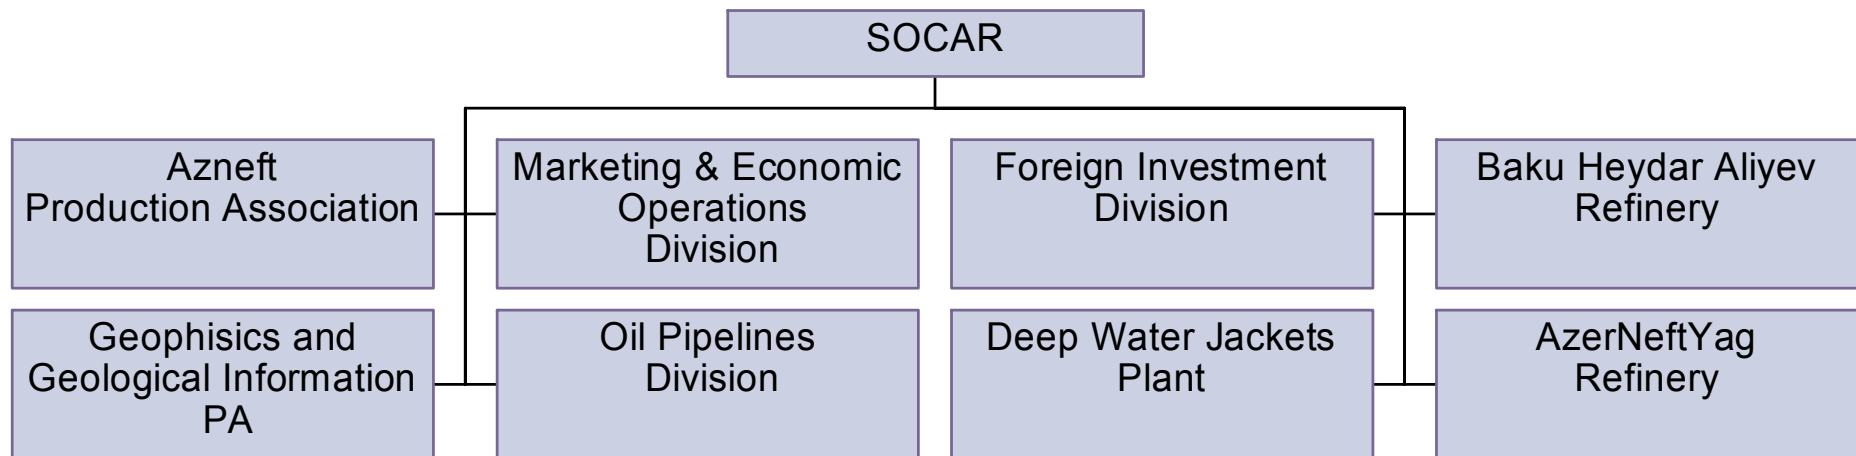 SOCAR
Azneft
Production Association
Marketing & Economic
Operations
Division
Foreign Investment
Division
Baku Heydar Aliyev
Refinery
Geophisics and
Geological Information
PA
Oil Pipelines
Division
Deep Water Jackets
Plant
AzerNeftYag
Refinery